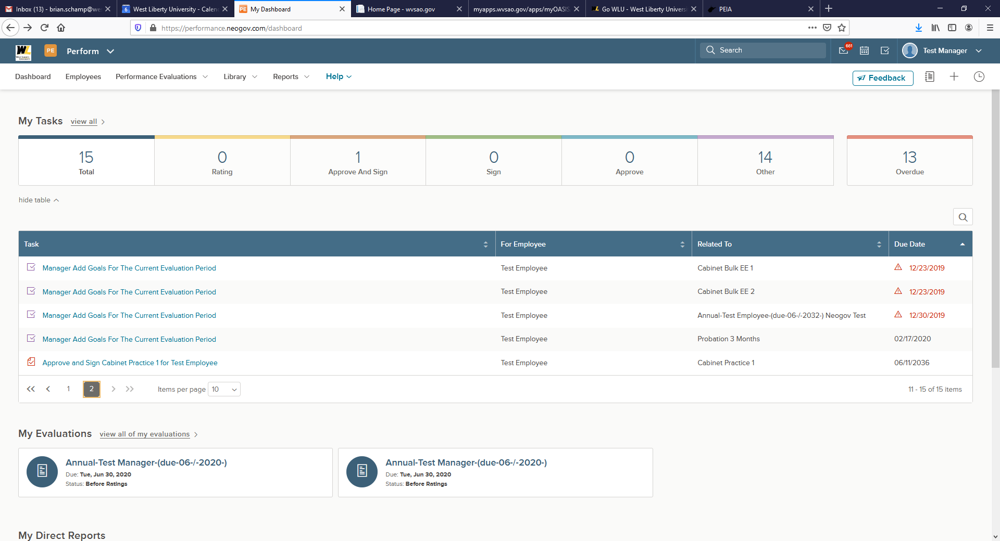 Inbox (13) - brian.schamp@we
West Liberty University - Calen
PE My Dashboard
Home Page - wvsao.gov
myapps.wvsao.gov/apps/myOASIS
Go WLU - West Liberty Univers
PEIA
https://performance.neogov.com/dashboard
WL WEST LIBERTY UNIVERSITY
PE Perform
Search
661
Test Manager
Dashboard Employees Performance Evaluations Library Reports Help
Feedback
My Tasks view all
15 Total
0 Rating
1 Approve And Sign
0 Sign
0 Approve
14 Other
13 Overdue
hide table
Task For Employee Related To Due Date
Manager Add Goals For The Current Evaluation Period Test Employee Cabinet Bulk EE 1 12/23/2019
Manager Add Goals For The Current Evaluation Period Test Employee Cabinet Bulk EE 2 12/23/2019
Manager Add Goals For The Current Evaluation Period Test Employee Annual-Test Employee-(due-06-/-2032-) Neogov Test 12/30/2019
Manager Add Goals For The Current Evaluation Period Test Employee Probation 3 Months 02/17/2020
Approve and Sign Cabinet Practice 1 for Test Employee Test Employee Cabinet Practice 1 06/11/2036
1 2 Items per page 10 11 - 15 of 15 items
My Evaluations view all of my evaluations
Annual-Test Manager-(due-06-/-2020-)
Due: Tue, Jun 30, 2020
Status: Before Ratings
Annual-Test Manager-(due-06-/-2020-)
Due: Tue, Jun 30, 2020
Status: Before Ratings
My Direct Reports